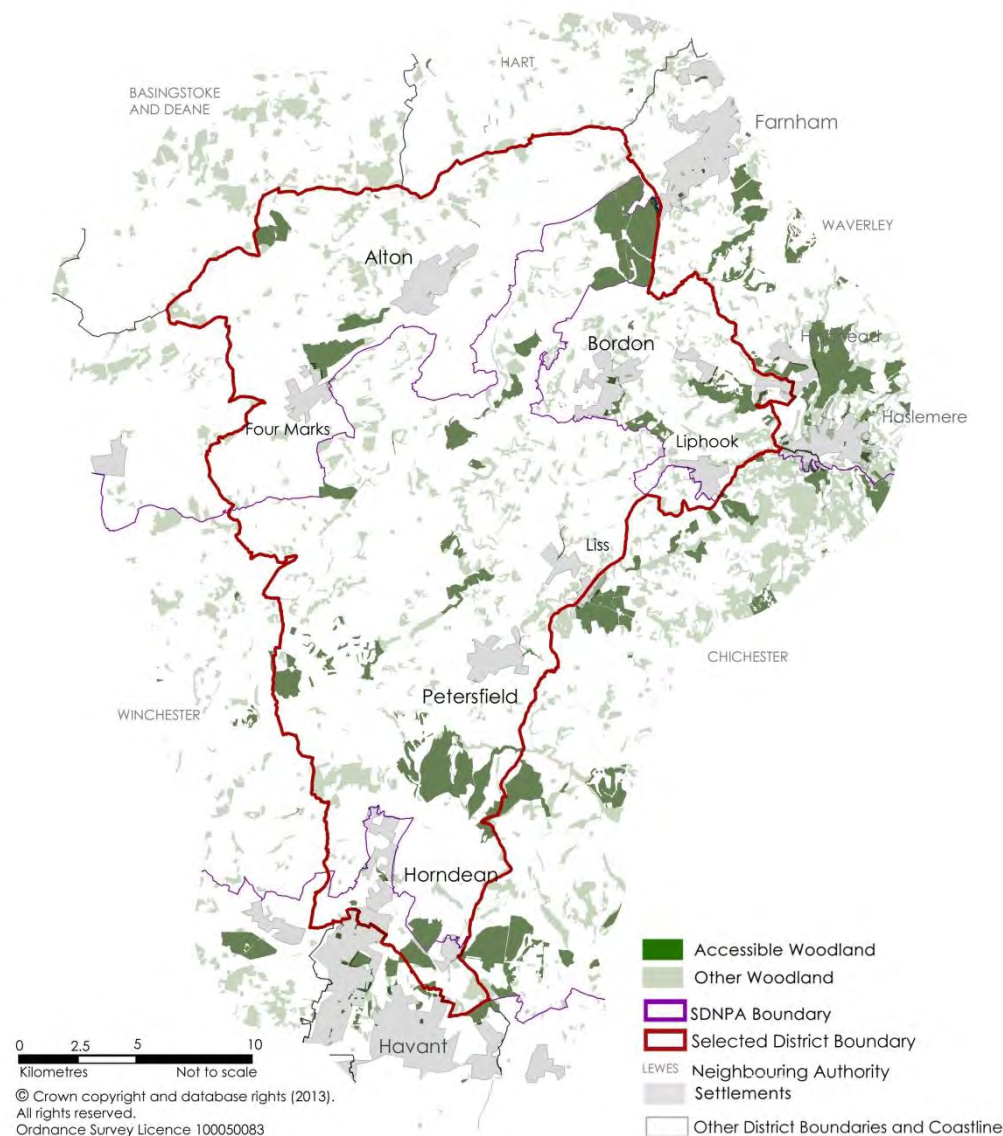 HART
BASINGSTOKE
AND DEANE
Farnham
WAVERLEY
Alton
Bordon
Haslemere
Four Marks
Liphook
Liss
CHICHESTER
Petersfield
WINCHESTER
Horndean
Havant
Accessible Woodland
Other Woodland
SDNPA Boundary
Selected District Boundary
LEWES Neighbouring Authority
Settlements
Other District Boundaries and Coastline
0 2.5 5 10
Kilometres Not to scale
© Crown copyright and database rights (2013).
All rights reserved.
Ordnance Survey Licence 100050083